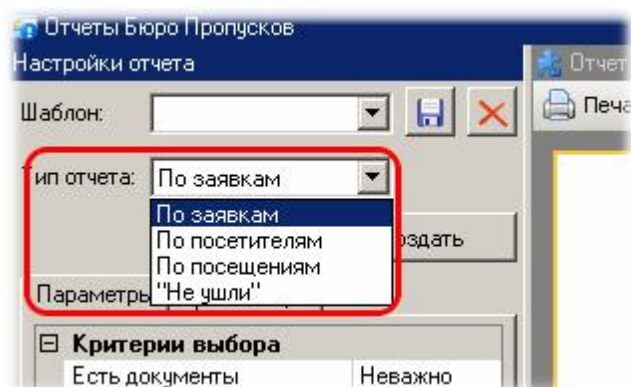 Отчеты Бюро Пропусков
Настройки отчета
Отчет
Шаблон:
Печа
Тип отчета: По заявкам
По заявкам
По посетителям
По посещениям
"Не ушли"
оздать
Параметры
Критерии выбора
Есть документы Неважно